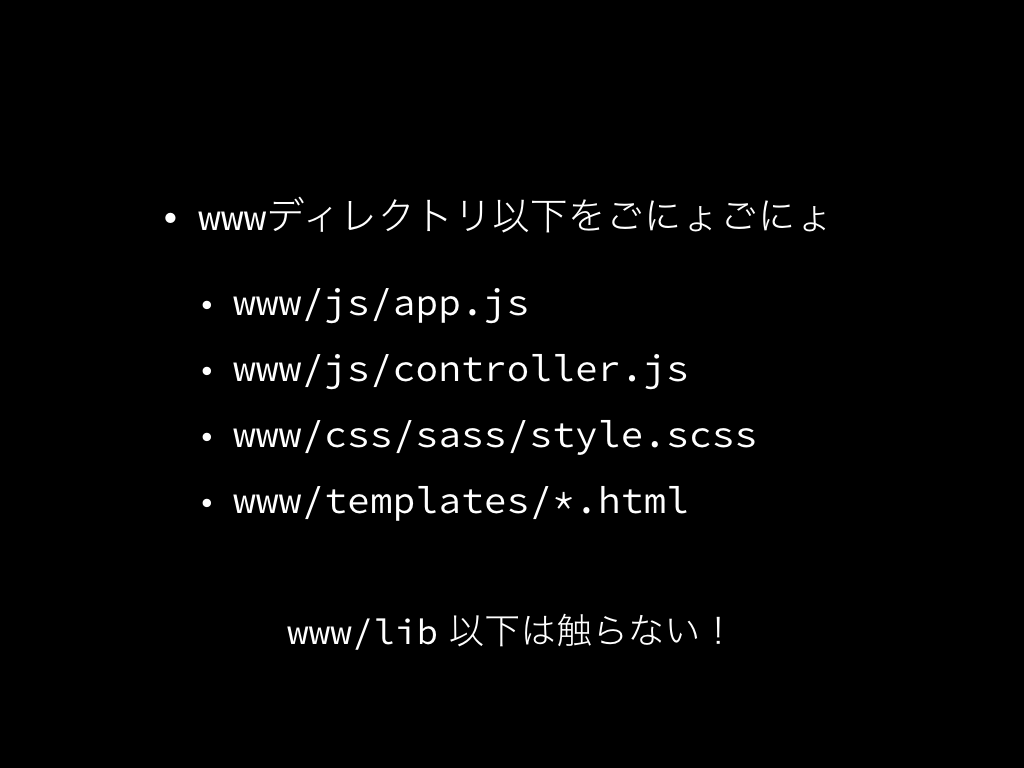 • wwwディレクトリ以下をごにょごにょ
• www/js/app.js
• www/js/controller.js
• www/css/sass/style.scss
• www/templates/*.html
www/lib 以下は触らない！